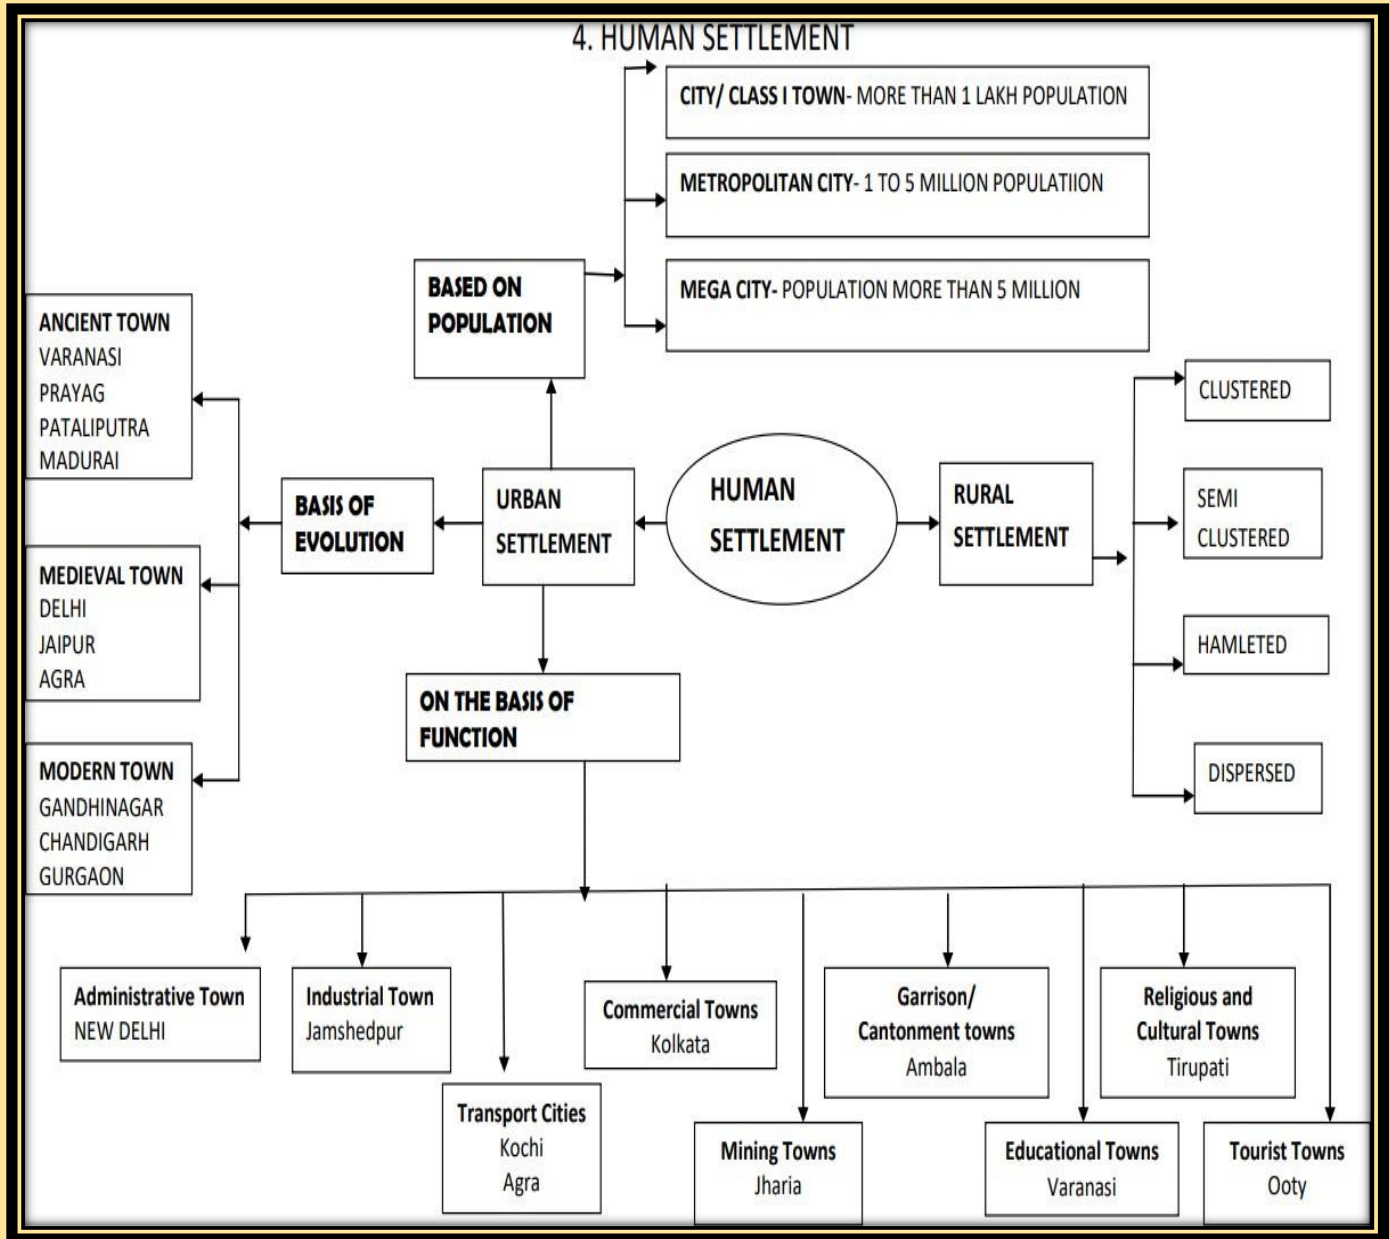 4. HUMAN SETTLEMENT
CITY/ CLASS I TOWN- MORE THAN 1 LAKH POPULATION
METROPOLITAN CITY- 1 TO 5 MILLION POPULATIION
MEGA CITY- POPULATION MORE THAN 5 MILLION
BASED ON
POPULATION
ANCIENT TOWN
VARANASI
PRAYAG
PATALIPUTRA
MADURAI
BASIS OF
EVOLUTION
URBAN
SETTLEMENT
HUMAN
SETTLEMENT
RURAL
SETTLEMENT
CLUSTERED
SEMI
CLUSTERED
HAMLETED
DISPERSED
MEDIEVAL TOWN
DELHI
JAIPUR
AGRA
MODERN TOWN
GANDHINAGAR
CHANDIGARH
GURGAON
ON THE BASIS OF
FUNCTION
Administrative Town
NEW DELHI
Industrial Town
Jamshedpur
Transport Cities
Kochi
Agra
Commercial Towns
Kolkata
Mining Towns
Jharia
Garrison/
Cantonment towns
Ambala
Educational Towns
Varanasi
Religious and
Cultural Towns
Tirupati
Tourist Towns
Ooty